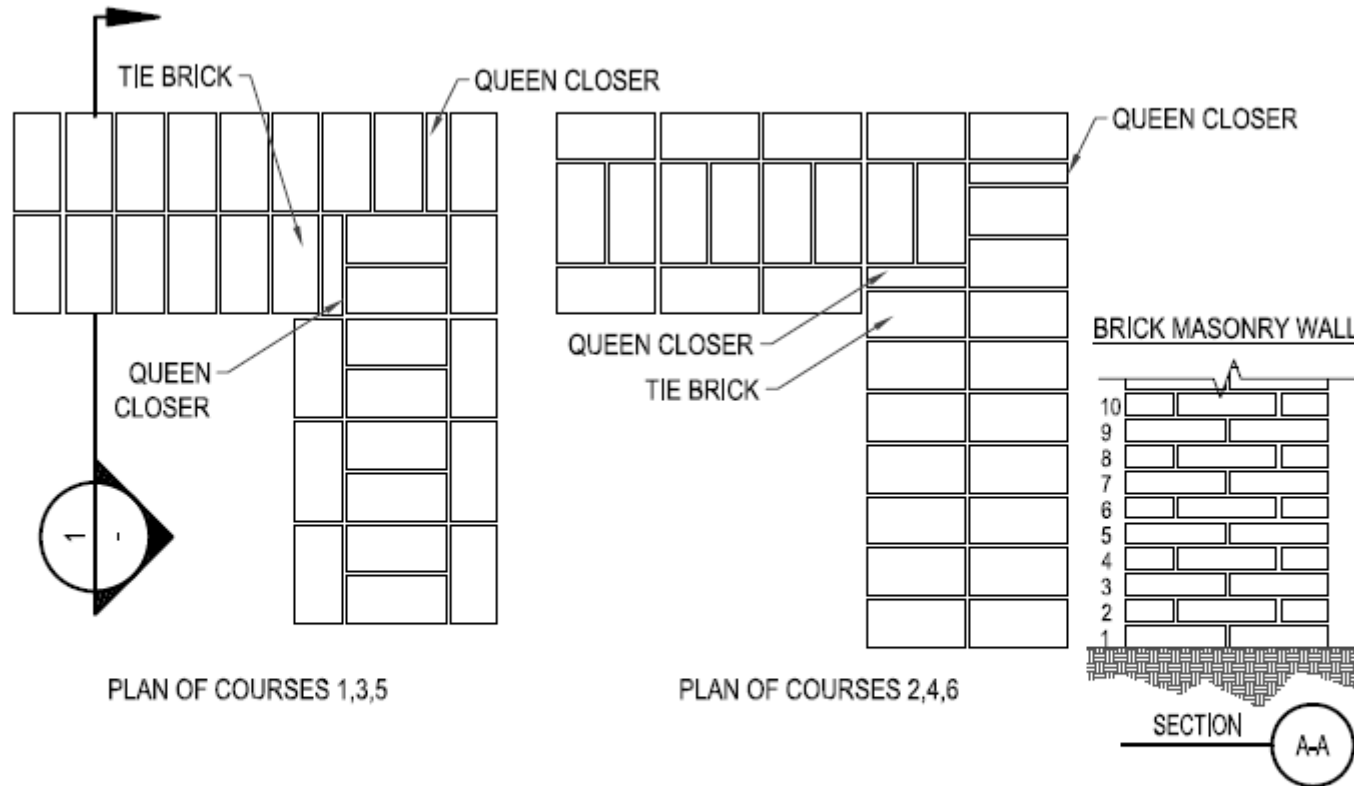 TIE BRICK
QUEEN CLOSER
QUEEN
CLOSER
1
-
PLAN OF COURSES 1,3,5
QUEEN CLOSER
QUEEN CLOSER
TIE BRICK
PLAN OF COURSES 2,4,6
BRICK MASONRY WALL
10
9
8
7
6
5
4
3
2
1
SECTION
A-A